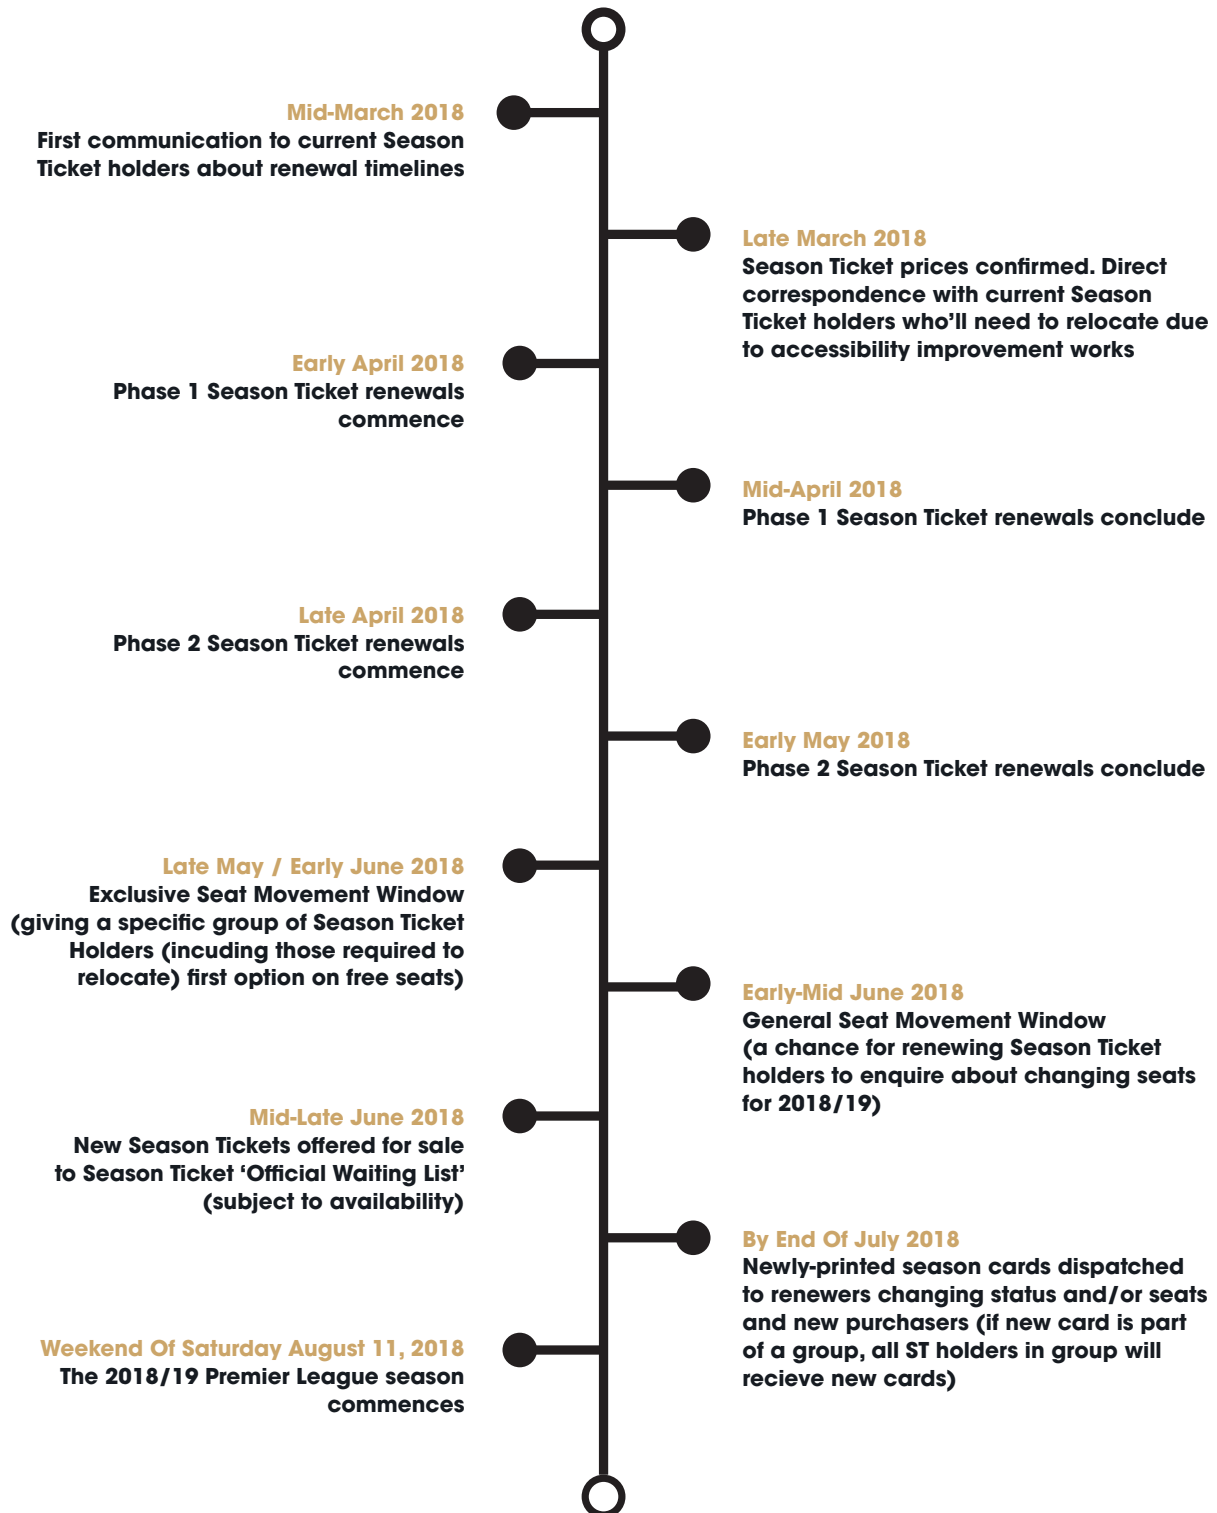 Mid-March 2018
First communication to current Season
Ticket holders about renewal timelines
Late March 2018
Season Ticket prices confirmed. Direct
correspondence with current Season
Ticket holders who'll need to relocate due
to accessibility improvement works
Early April 2018
Phase 1 Season Ticket renewals
commence
Mid-April 2018
Phase 1 Season Ticket renewals conclude
Late April 2018
Phase 2 Season Ticket renewals
commence
Early May 2018
Phase 2 Season Ticket renewals conclude
Late May / Early June 2018
Exclusive Seat Movement Window
(giving a specific group of Season Ticket
Holders (incuding those required to
relocate) first option on free seats)
Early-Mid June 2018
General Seat Movement Window
(a chance for renewing Season Ticket
holders to enquire about changing seats
for 2018/19)
Mid-Late June 2018
New Season Tickets offered for sale
to Season Ticket ‘Official Waiting List’
(subject to availability)
By End Of July 2018
Newly-printed season cards dispatched
to renewers changing status and/or seats
and new purchasers (if new card is part
of a group, all ST holders in group will
recieve new cards)
Weekend Of Saturday August 11, 2018
The 2018/19 Premier League season
commences